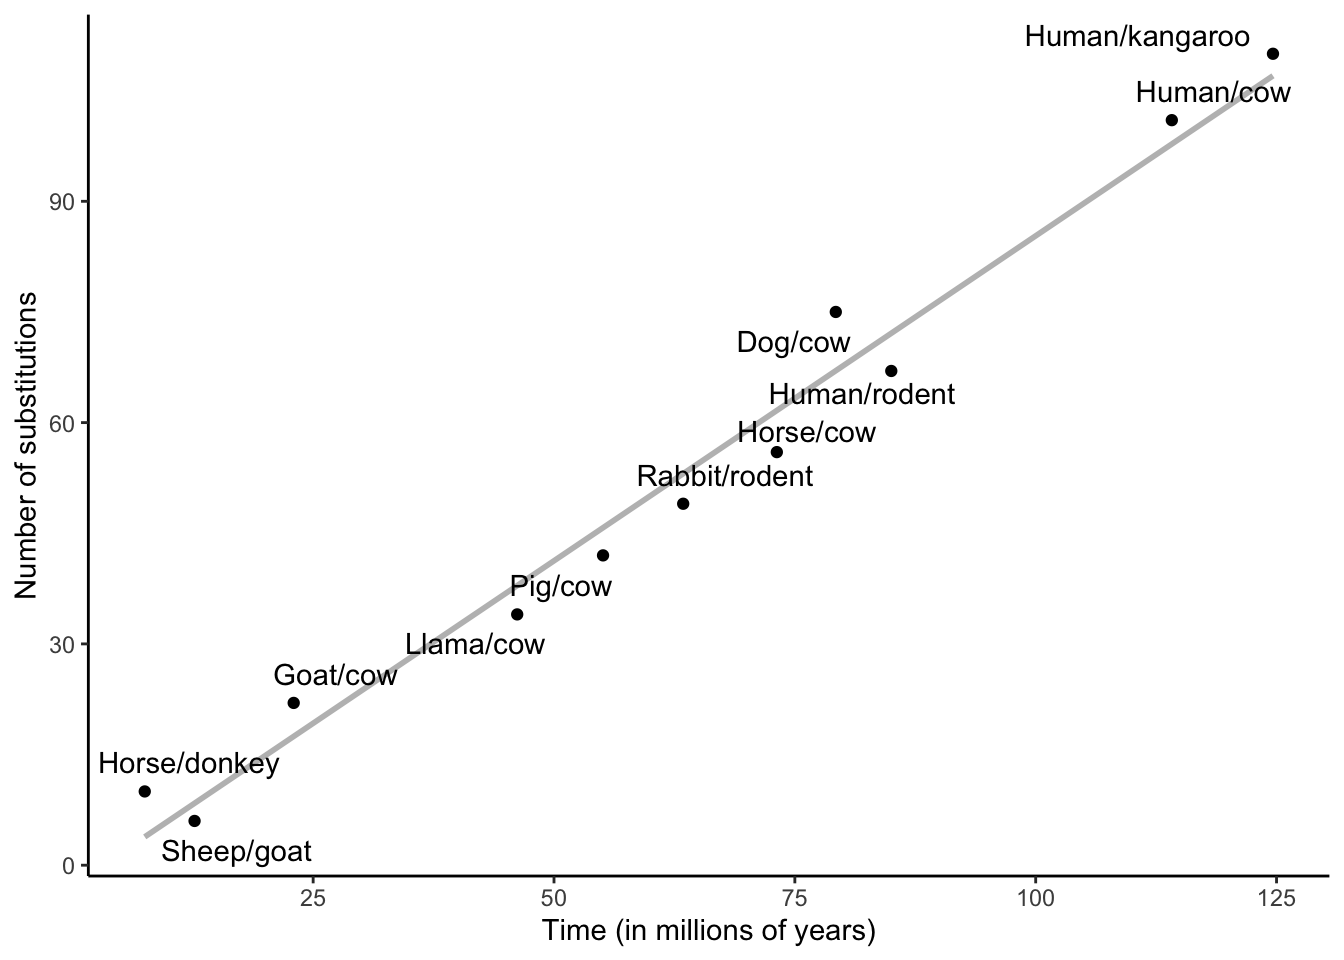 Human/kangaroo
Human/cow
90
Dog/cow
Human/rodent
60
Horse/cow
Rabbit/rodent
Pig/cow
Llama/cow
30
Goat/cow
Horse/donkey
Sheep/goat
0
25
50
75
100
125
Time (in millions of years)
Number of substitutions